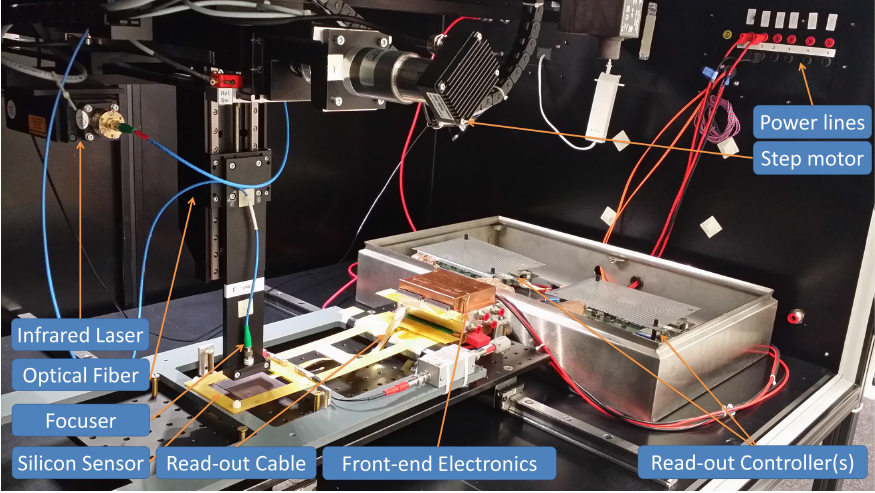 Ref.
Power lines
Step motor
Infrared Laser
Optical Fiber
Focuser
Silicon Sensor
Read-out Cable
Front-end Electronics
Read-out Controller(s)